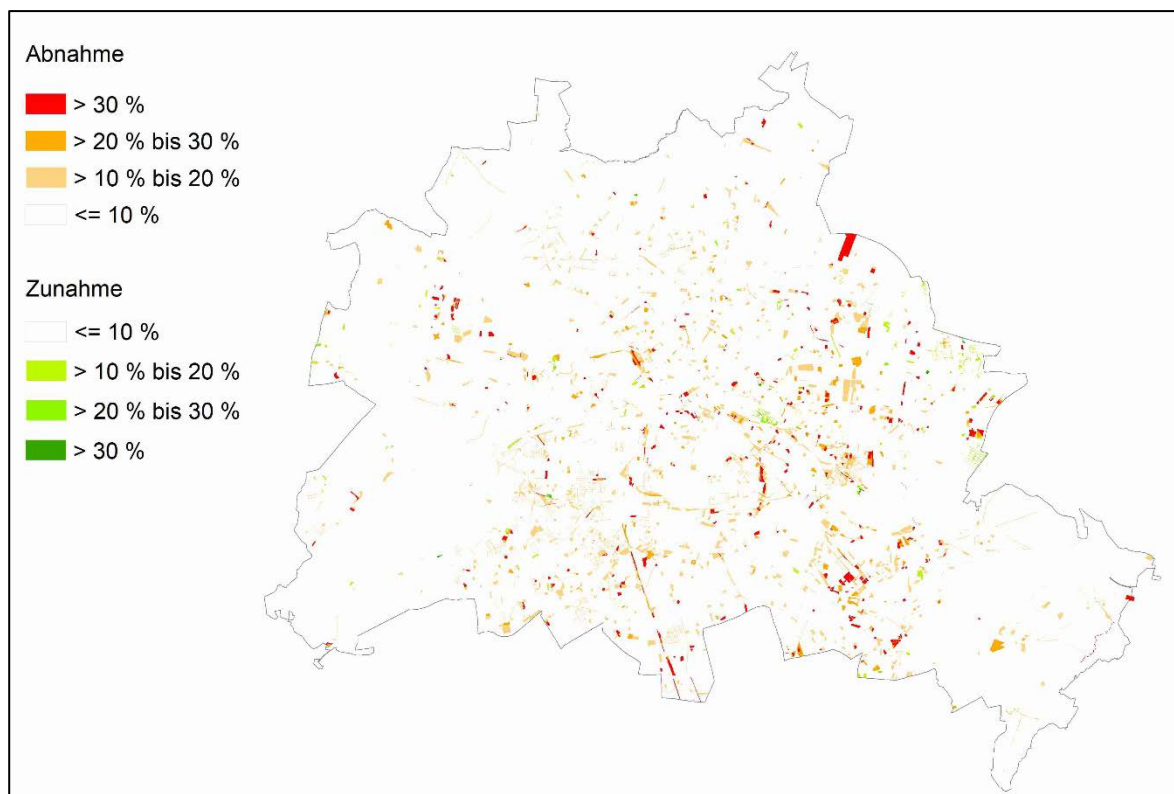 Abnahme
> 30 %
> 20 % bis 30 %
> 10 % bis 20 %
<= 10 %
Zunahme
<= 10 %
> 10 % bis 20 %
> 20 % bis 30 %
> 30 %